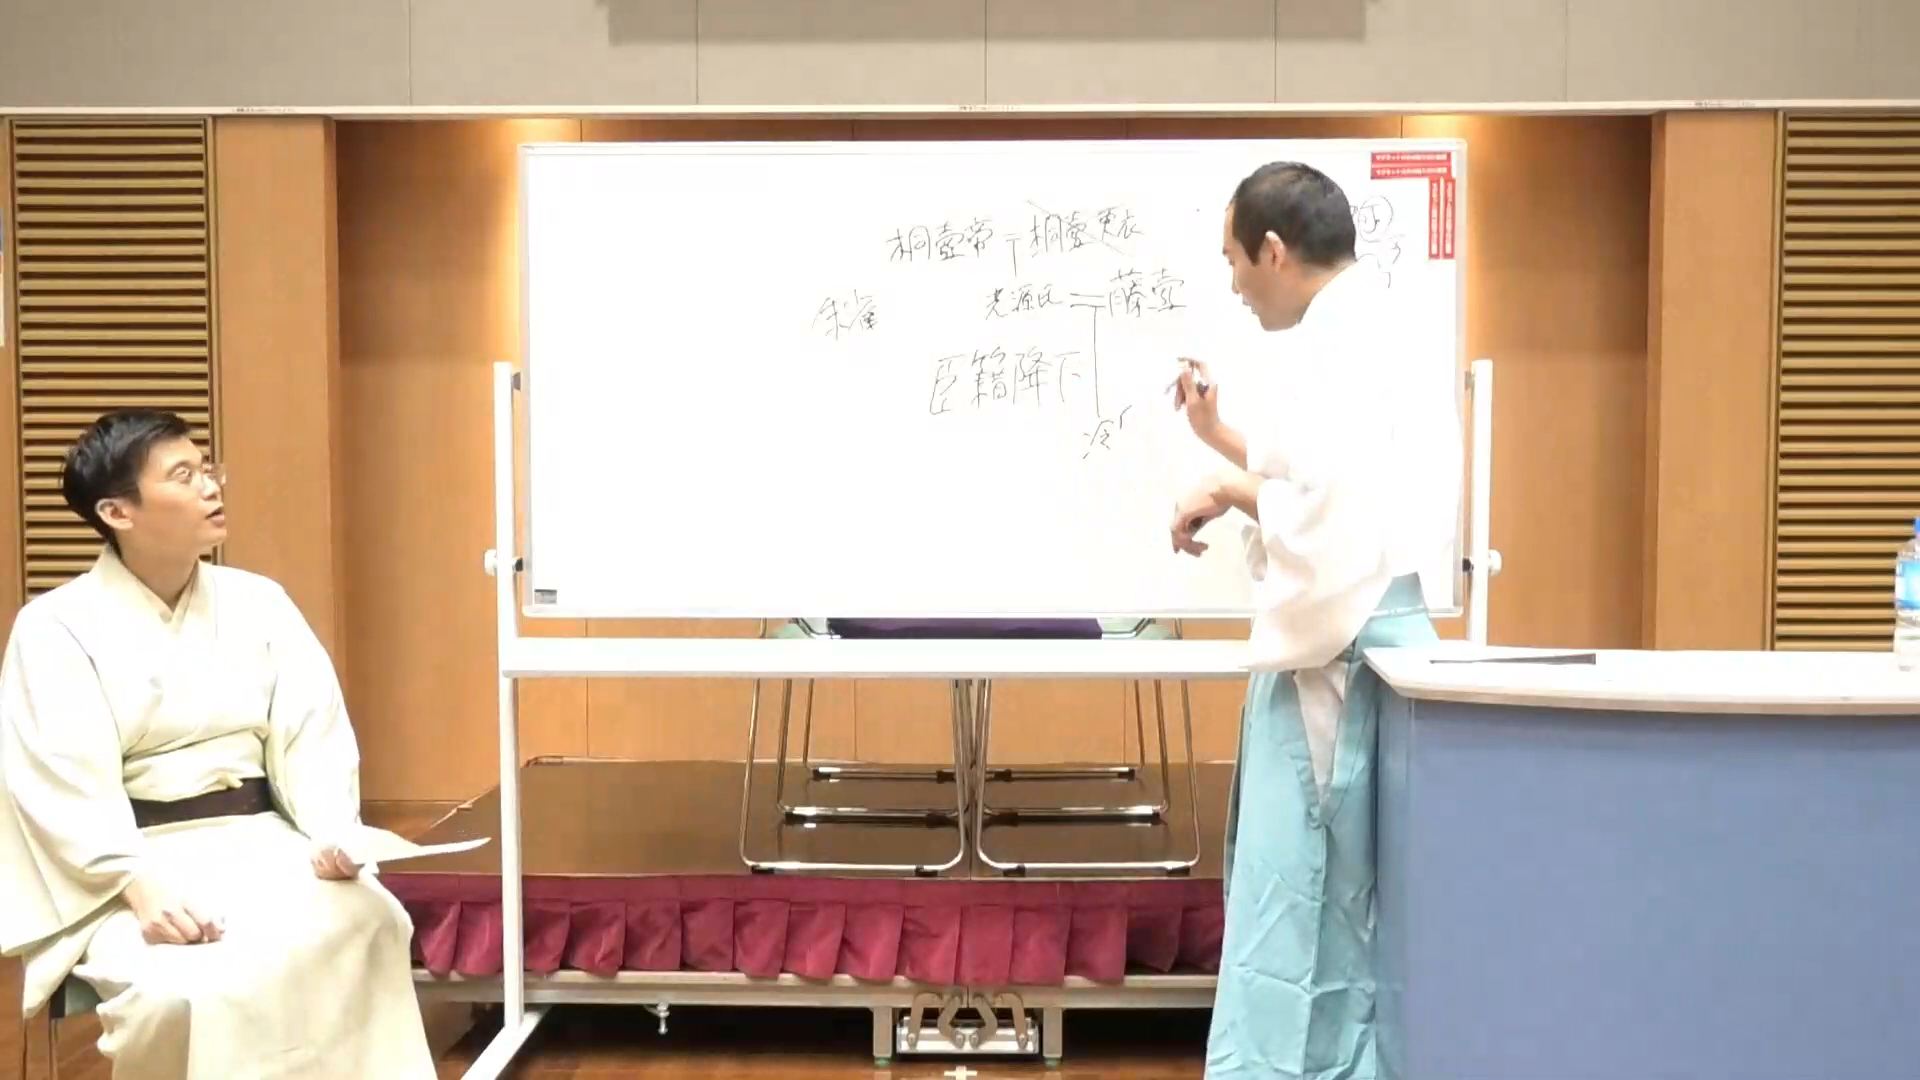 桐壺帝 桐壺更衣
朱雀 光源氏 藤壺
臣籍降下
冷